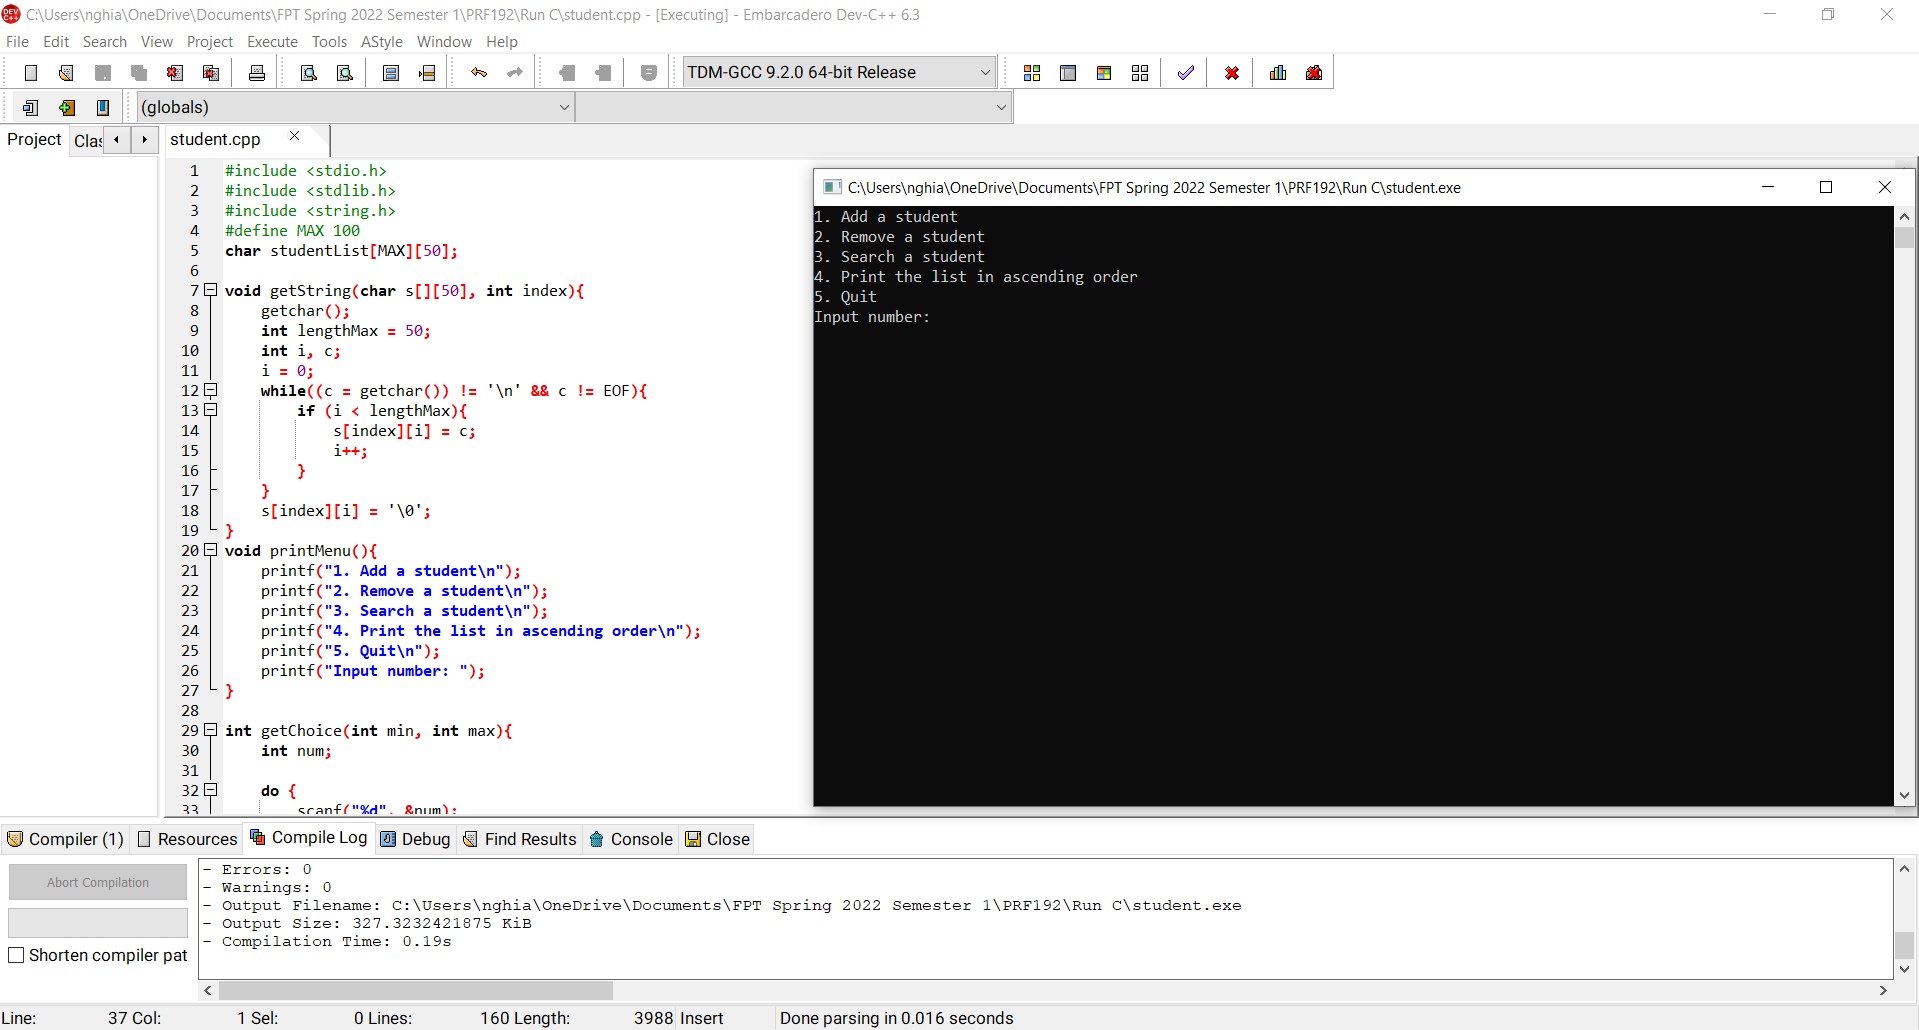 C:\Users\nghia\OneDrive\Documents\FPT Spring 2022 Semester 1\PRF192\Run C\student.cpp - [Executing] - Embarcadero Dev-C++ 6.3
File Edit Search View Project Execute Tools AStyle Window Help
TDM-GCC 9.2.0 64-bit Release
(globals)
Project Clas student.cpp
1 #include <stdio.h>
2 #include <stdlib.h>
3 #include <string.h>
4 #define MAX 100
5 char studentList[MAX][50];
6
7 void getString(char s[][50], int index){
8 getchar();
9 int lengthMax = 50;
10 int i, c;
11 i = 0;
12 while((c = getchar()) != '\n' && c != EOF){
13 if (i < lengthMax){
14 s[index][i] = c;
15 i++;
16 }
17 }
18 s[index][i] = '\0';
19 }
20 void printMenu(){
21 printf("1. Add a student\n");
22 printf("2. Remove a student\n");
23 printf("3. Search a student\n");
24 printf("4. Print the list in ascending order\n");
25 printf("5. Quit\n");
26 printf("Input number: ");
27 }
28
29 int getChoice(int min, int max){
30 int num;
31
32 do {
33 scanf("%d", &num);
C:\Users\nghia\OneDrive\Documents\FPT Spring 2022 Semester 1\PRF192\Run C\student.exe
1. Add a student
2. Remove a student
3. Search a student
4. Print the list in ascending order
5. Quit
Input number:
Compiler (1) Resources Compile Log Debug Find Results Console Close
Abort Compilation
Shorten compiler pat
- Errors: 0
- Warnings: 0
- Output Filename: C:\Users\nghia\OneDrive\Documents\FPT Spring 2022 Semester 1\PRF192\Run C\student.exe
- Output Size: 327.3232421875 KiB
- Compilation Time: 0.19s
Line: 37 Col: 1 Sel: 0 Lines: 160 Length: 3988 Insert Done parsing in 0.016 seconds